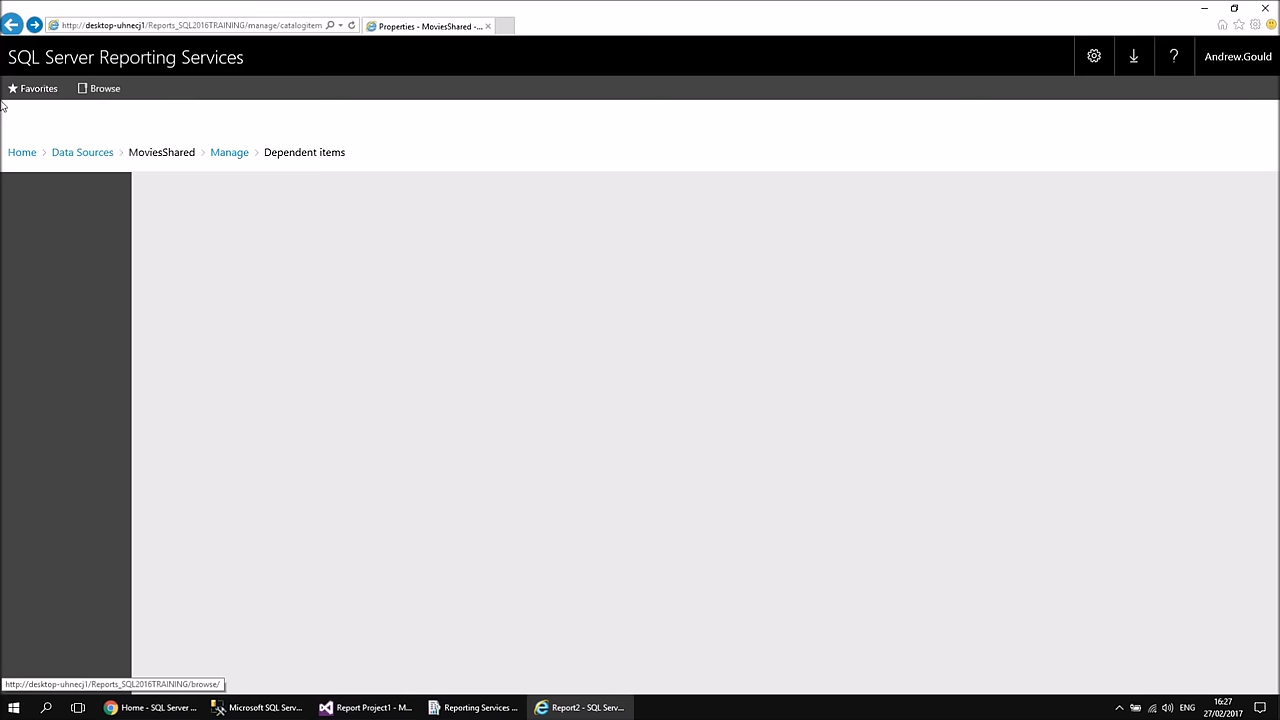 http://desktop-uhnecj1/Reports_SQL2016TRAINING/manage/catalogitem
Properties - MoviesShared -...
SQL Server Reporting Services
?
Andrew.Gould
Favorites
Browse
Home > Data Sources > MoviesShared > Manage > Dependent items
http://desktop-uhnecj1/Reports_SQL2016TRAINING/browse/
Home - SQL Server ...
Microsoft SQL Serv...
Report Project1 - M...
Reporting Services ...
Report2 - SQL Serv...
ENG
16:27
27/02/2017